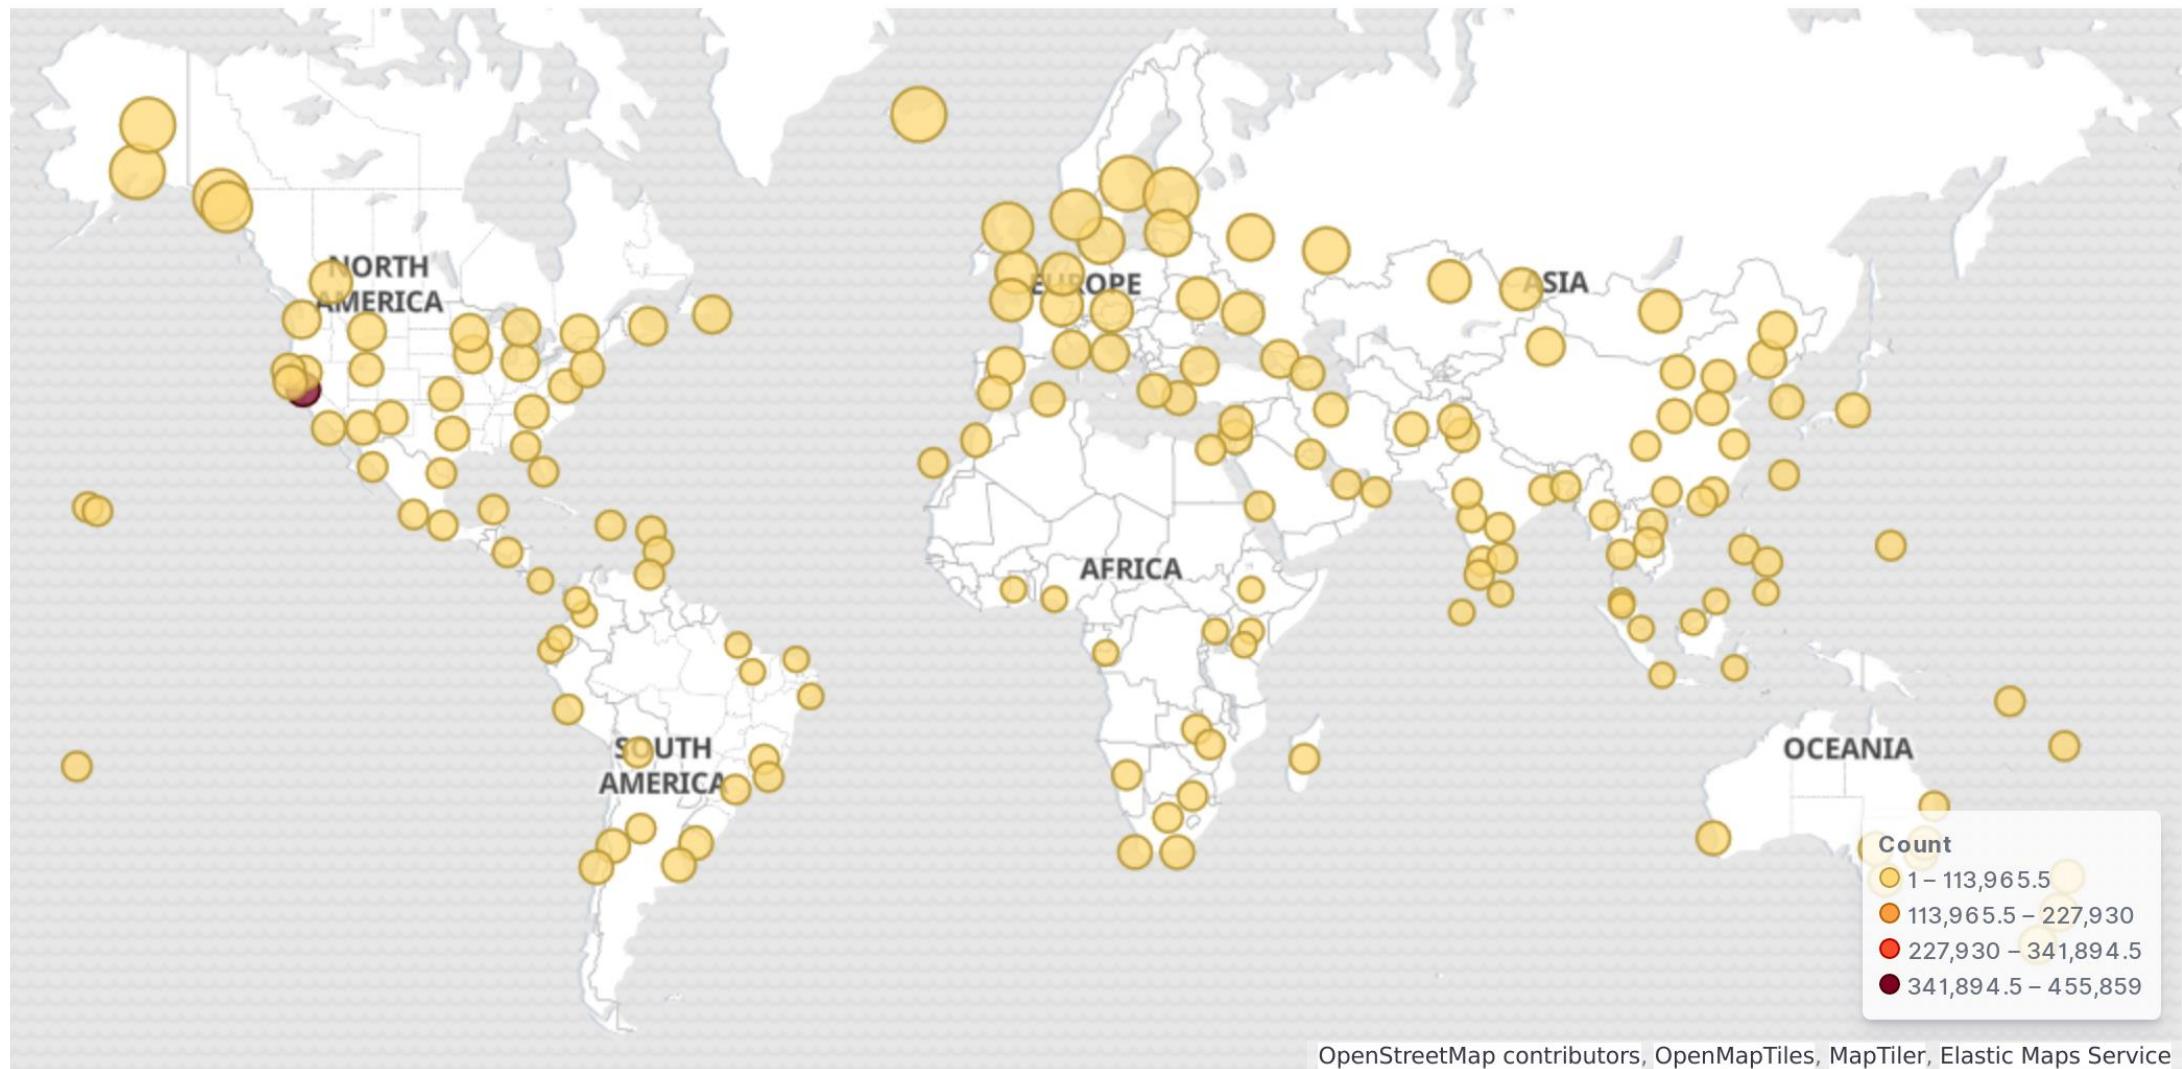 NORTH
AMERICA
EUROPE
ASIA
AFRICA
SOUTH
AMERICA
OCEANIA
Count
1 – 113,965.5
113,965.5 – 227,930
227,930 – 341,894.5
341,894.5 – 455,859
OpenStreetMap contributors, OpenMapTiles, MapTiler, Elastic Maps Service